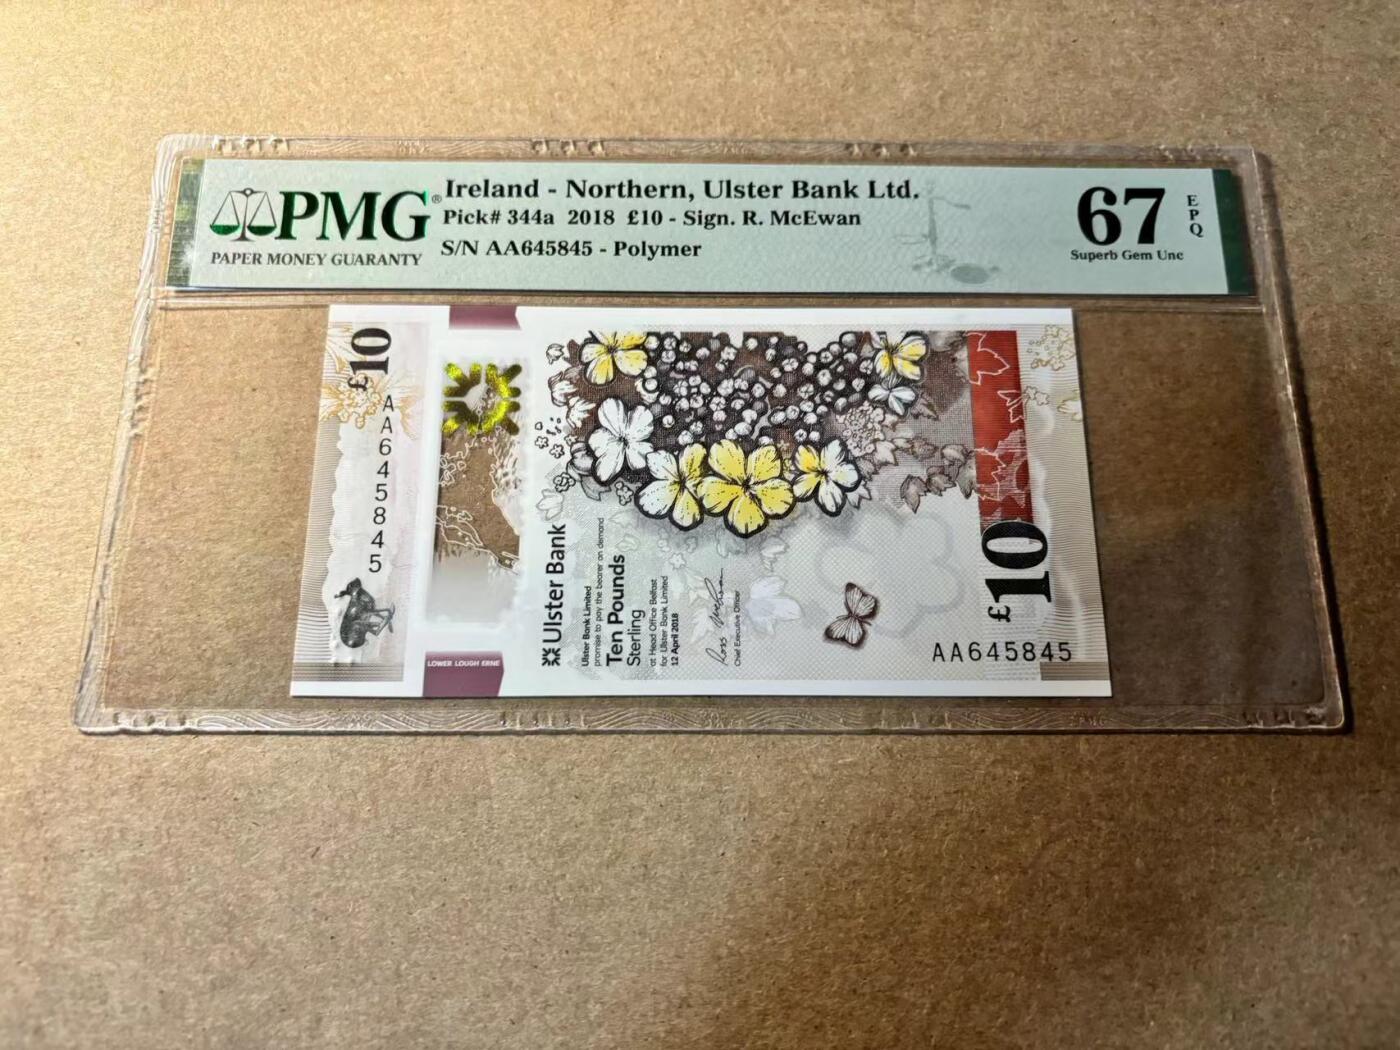 PMG®
PAPER MONEY GUARANTY
Ireland - Northern, Ulster Bank Ltd.
Pick# 344a 2018 £10 - Sign. R. McEwan
S/N AA645845 - Polymer
67
EPQ
Superb Gem Unc
£10
AA645845
LOWER LOUGH ERNE
Ulster Bank
Ulster Bank Limited
promise to pay the bearer on demand
Ten Pounds
Sterling
at Head Office Belfast
for Ulster Bank Limited
12 April 2018
Ross McEwan
Chief Executive Officer
£10
AA645845